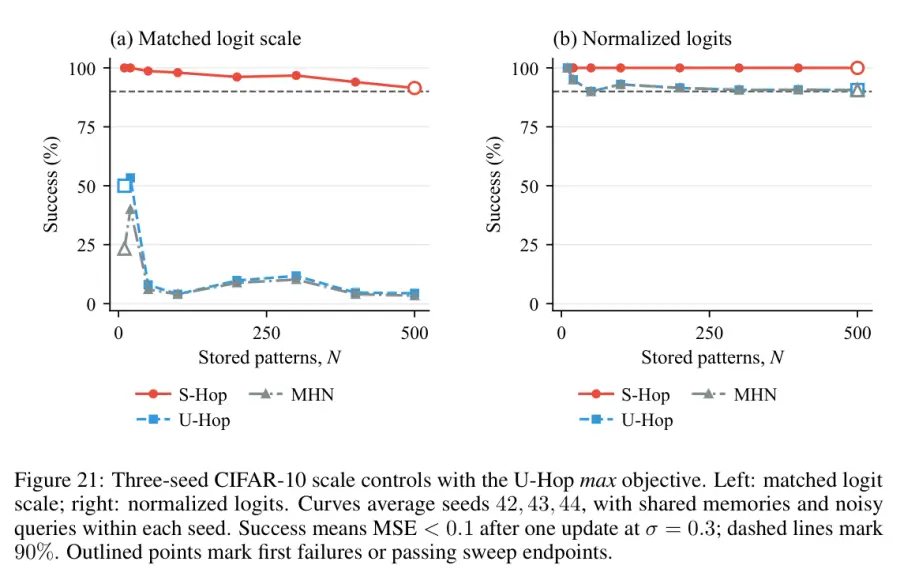 (a) Matched logit scale
100
75
50
25
0
Success (%)
0
250
500
Stored patterns, N
S-Hop
MHN
U-Hop
(b) Normalized logits
100
75
50
25
0
Success (%)
0
250
500
Stored patterns, N
S-Hop
MHN
U-Hop
Figure 21: Three-seed CIFAR-10 scale controls with the U-Hop max objective. Left: matched logit
scale; right: normalized logits. Curves average seeds 42, 43, 44, with shared memories and noisy
queries within each seed. Success means MSE < 0.1 after one update at σ = 0.3; dashed lines mark
90%. Outlined points mark first failures or passing sweep endpoints.